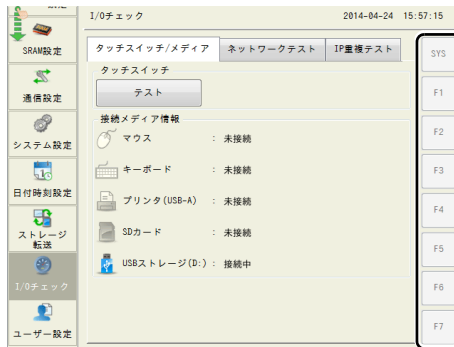 I/Oチェック
2014-04-24 15:57:15
SRAM設定
通信設定
システム設定
日付時刻設定
ストレージ
転送
I/Oチェック
ユーザー設定
タッチスイッチ/メディア
ネットワークテスト
IP重複テスト
タッチスイッチ
テスト
接続メディア情報
マウス : 未接続
キーボード : 未接続
プリンタ(USB-A) : 未接続
SDカード : 未接続
USBストレージ(D:) : 接続中
SYS
F1
F2
F3
F4
F5
F6
F7